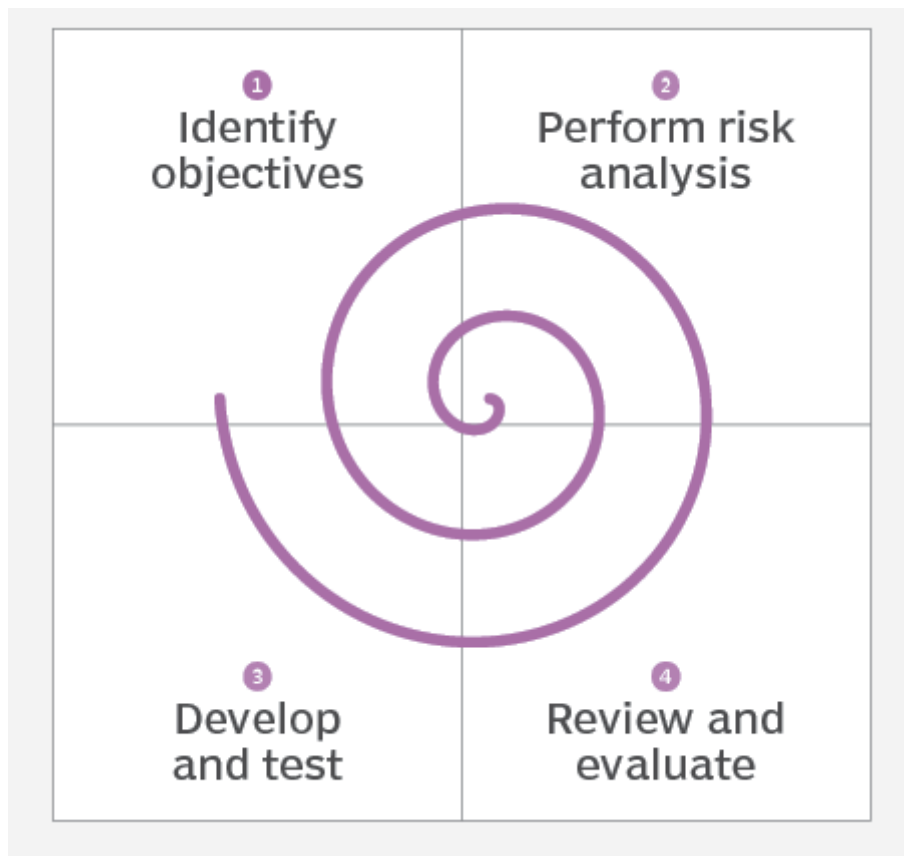 1
Identify
objectives
2
Perform risk
analysis
3
Develop
and test
4
Review and
evaluate